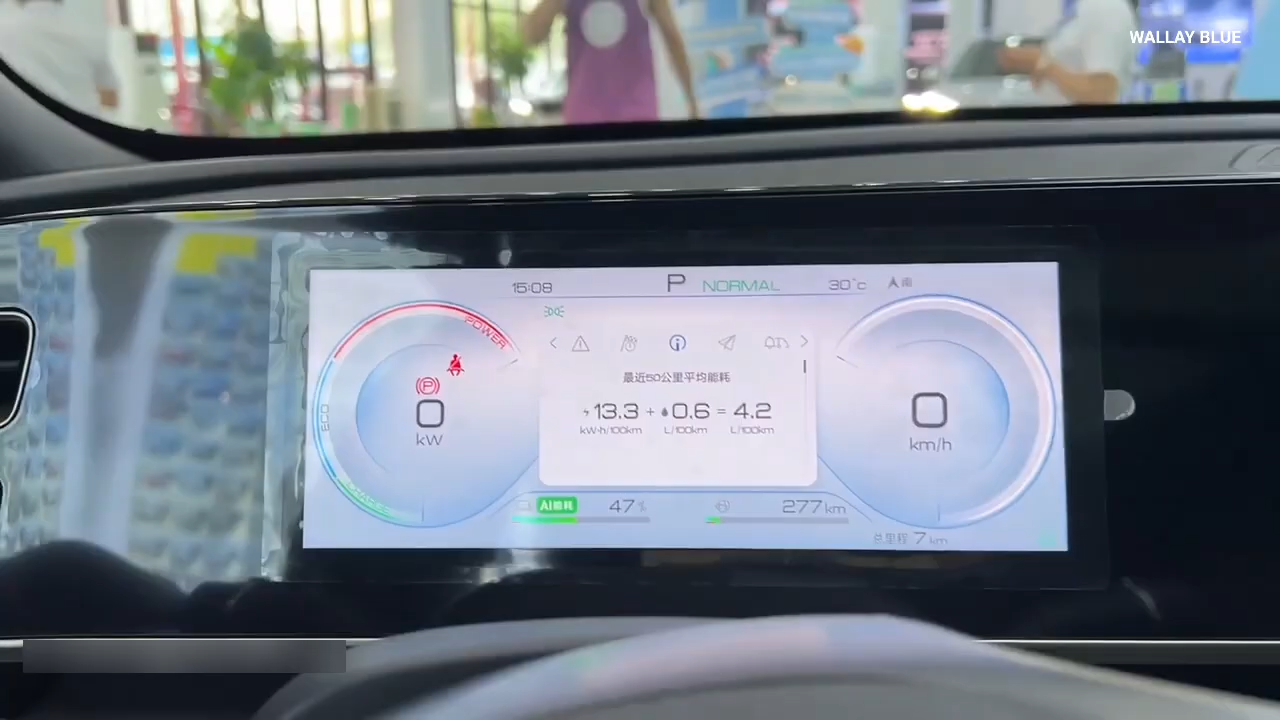 WALLAY BLUE
15:08
P NORMAL
30°c
南
POWER
ECO
0
kW
最近50公里平均能耗
13.3 + 0.6 = 4.2
kW·h/100km L/100km L/100km
0
km/h
AI能耗 47 %
277 km
总里程 7 km